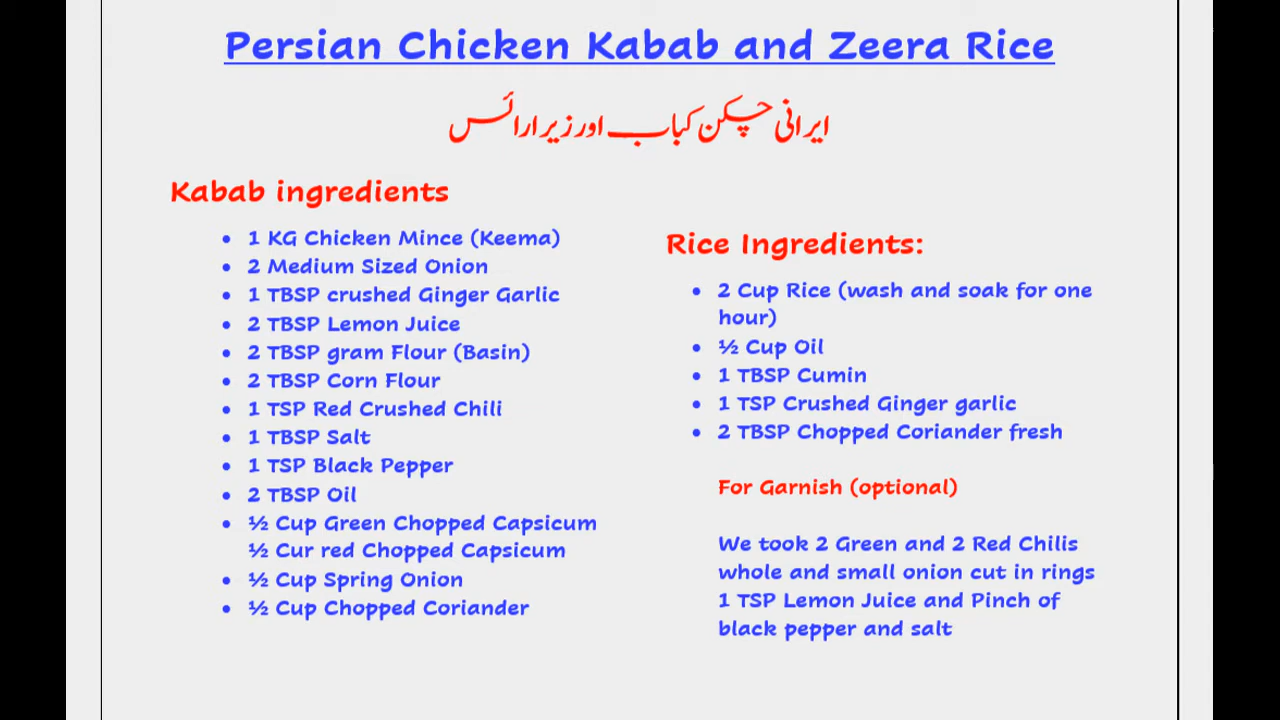 Persian Chicken Kabab and Zeera Rice
ایرانی چکن کباب اور زیرا رائس
Kabab ingredients
• 1 KG Chicken Mince (Keema)
• 2 Medium Sized Onion
• 1 TBSP crushed Ginger Garlic
• 2 TBSP Lemon Juice
• 2 TBSP gram Flour (Basin)
• 2 TBSP Corn Flour
• 1 TSP Red Crushed Chili
• 1 TBSP Salt
• 1 TSP Black Pepper
• 2 TBSP Oil
• ½ Cup Green Chopped Capsicum
½ Cur red Chopped Capsicum
• ½ Cup Spring Onion
• ½ Cup Chopped Coriander
Rice Ingredients:
• 2 Cup Rice (wash and soak for one
hour)
• ½ Cup Oil
• 1 TBSP Cumin
• 1 TSP Crushed Ginger garlic
• 2 TBSP Chopped Coriander fresh
For Garnish (optional)
We took 2 Green and 2 Red Chilis
whole and small onion cut in rings
1 TSP Lemon Juice and Pinch of
black pepper and salt